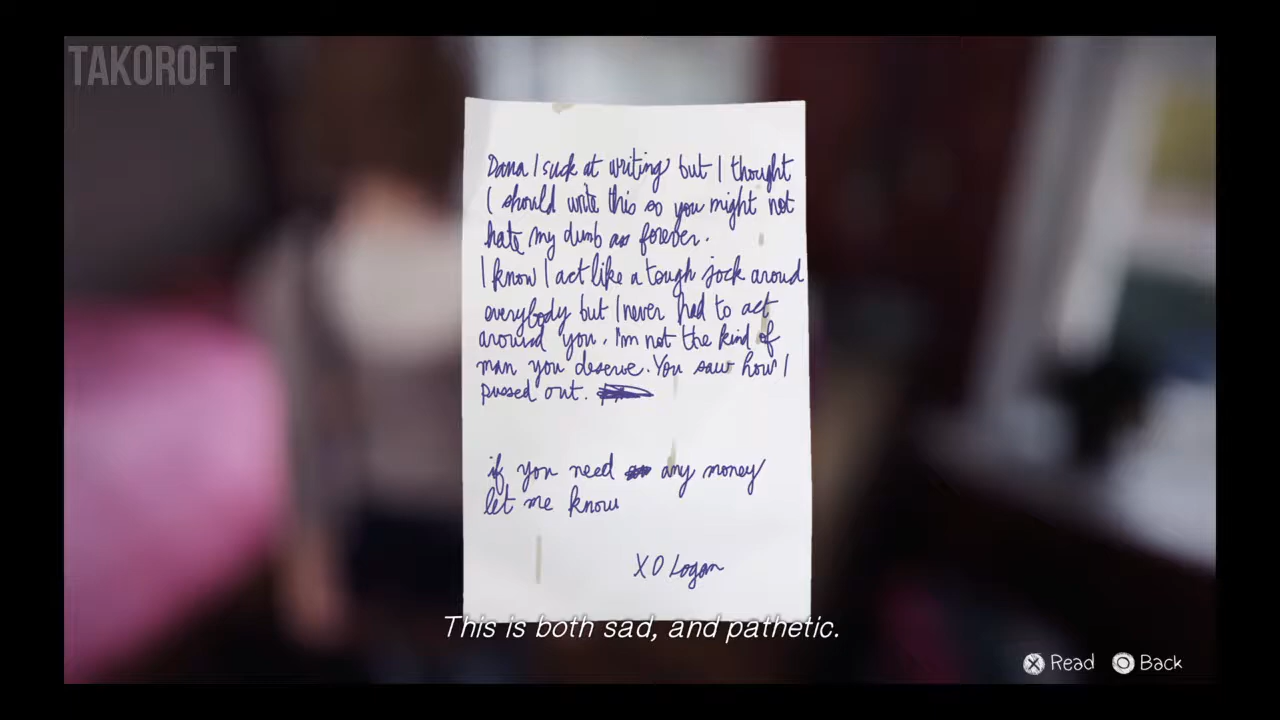 TAKOROFT
Dana I suck at writing but I thought
I should write this so you might not
hate my dumb ass forever.
I know I act like a tough jock aroud
everybody but I never had to act
around you. I'm not the kind of
man you deserve. You saw how I
pussed out.
if you need any money
let me know
XO Logan
This is both sad, and pathetic.
Read Back